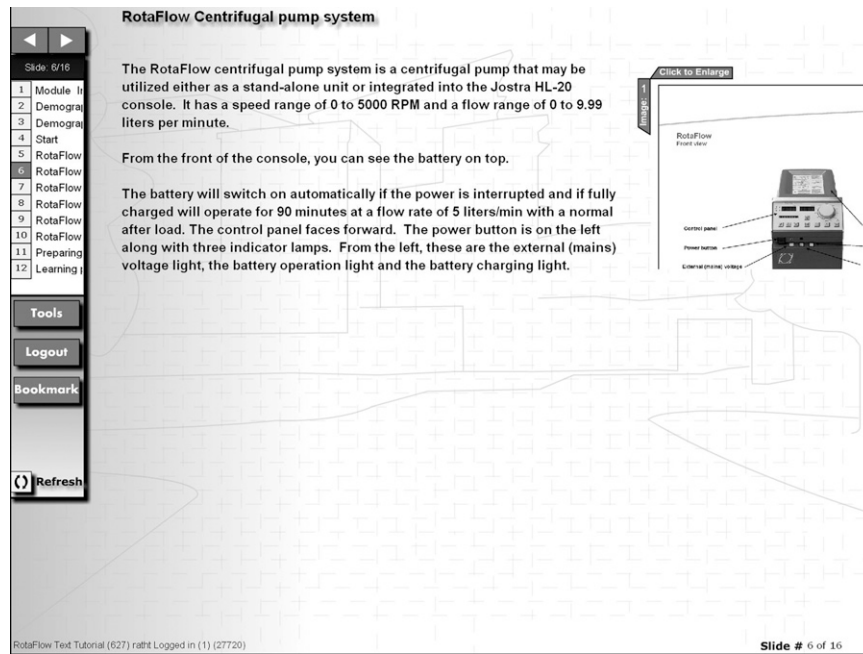 RotaFlow Centrifugal pump system
Slide: 6/16
1 Module In
2 Demograp
3 Demograp
4 Start
5 RotaFlow
6 RotaFlow
7 RotaFlow
8 RotaFlow
9 RotaFlow
10 RotaFlow
11 Preparing
12 Learning p
Tools
Logout
Bookmark
Refresh
The RotaFlow centrifugal pump system is a centrifugal pump that may be
utilized either as a stand-alone unit or integrated into the Jostra HL-20
console. It has a speed range of 0 to 5000 RPM and a flow range of 0 to 9.99
liters per minute.
From the front of the console, you can see the battery on top.
The battery will switch on automatically if the power is interrupted and if fully
charged will operate for 90 minutes at a flow rate of 5 liters/min with a normal
after load. The control panel faces forward. The power button is on the left
along with three indicator lamps. From the left, these are the external (mains)
voltage light, the battery operation light and the battery charging light.
Click to Enlarge
Image: 1
RotaFlow
Front view
Control panel
Power button
External (mains) voltage
RotaFlow Text Tutorial (627) ratht Logged in (1) (27720)
Slide # 6 of 16